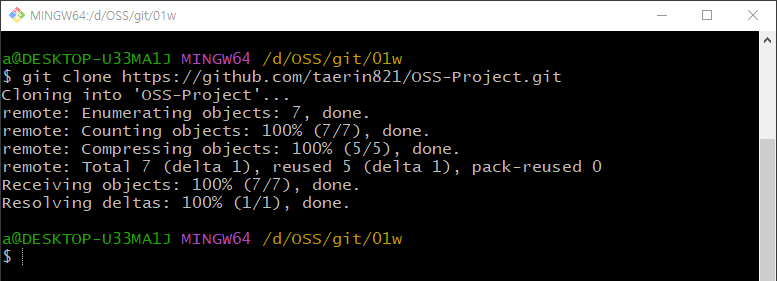 MINGW64:/d/OSS/git/01w
a@DESKTOP-U33MA1J MINGW64 /d/OSS/git/01w
$ git clone https://github.com/taerin821/OSS-Project.git
Cloning into 'OSS-Project'...
remote: Enumerating objects: 7, done.
remote: Counting objects: 100% (7/7), done.
remote: Compressing objects: 100% (5/5), done.
remote: Total 7 (delta 1), reused 5 (delta 1), pack-reused 0
Receiving objects: 100% (7/7), done.
Resolving deltas: 100% (1/1), done.
a@DESKTOP-U33MA1J MINGW64 /d/OSS/git/01w
$